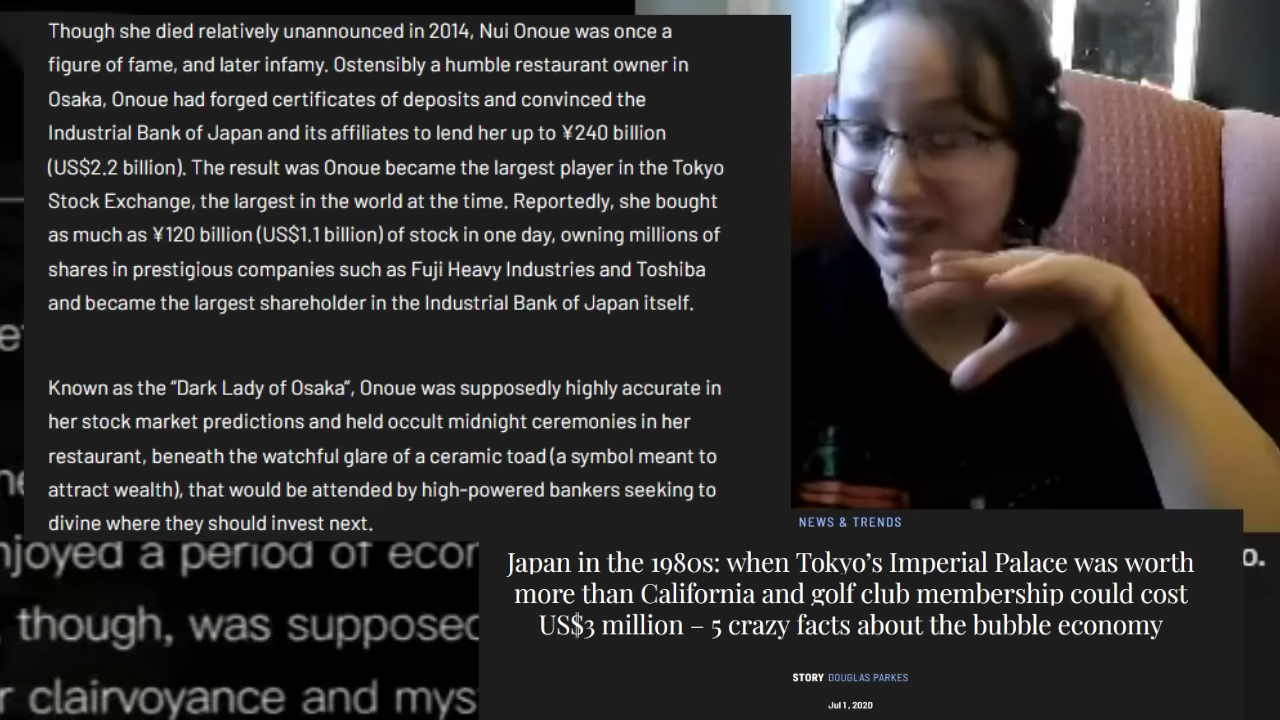 Though she died relatively unannounced in 2014, Nui Onoue was once a
figure of fame, and later infamy. Ostensibly a humble restaurant owner in
Osaka, Onoue had forged certificates of deposits and convinced the
Industrial Bank of Japan and its affiliates to lend her up to ¥240 billion
(US$2.2 billion). The result was Onoue became the largest player in the Tokyo
Stock Exchange, the largest in the world at the time. Reportedly, she bought
as much as ¥120 billion (US$1.1 billion) of stock in one day, owning millions of
shares in prestigious companies such as Fuji Heavy Industries and Toshiba
and became the largest shareholder in the Industrial Bank of Japan itself.
Known as the “Dark Lady of Osaka”, Onoue was supposedly highly accurate in
her stock market predictions and held occult midnight ceremonies in her
restaurant, beneath the watchful glare of a ceramic toad (a symbol meant to
attract wealth), that would be attended by high-powered bankers seeking to
divine where they should invest next.
NEWS & TRENDS
Japan in the 1980s: when Tokyo’s Imperial Palace was worth
more than California and golf club membership could cost
US$3 million – 5 crazy facts about the bubble economy
STORY DOUGLAS PARKES
Jul 1, 2020
njoyed a period of econ
, though, was supposed
r clairvoyance and mys